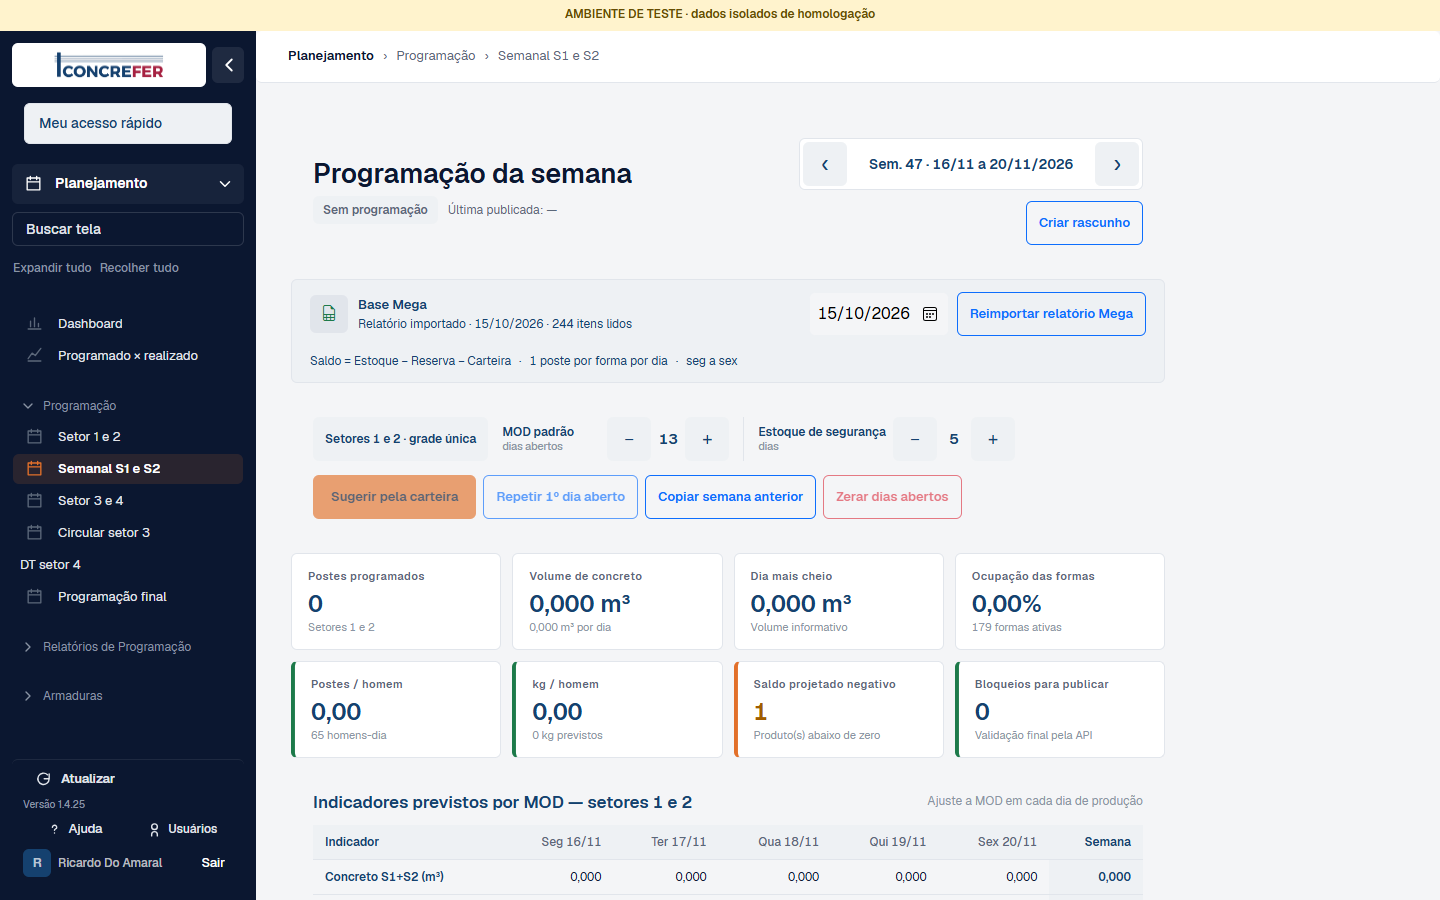 AMBIENTE DE TESTE · dados isolados de homologação
CONCREFER
Meu acesso rápido
Planejamento
Buscar tela
Expandir tudo Recolher tudo
Dashboard
Programado × realizado
Programação
Setor 1 e 2
Semanal S1 e S2
Setor 3 e 4
Circular setor 3
DT setor 4
Programação final
Relatórios de Programação
Armaduras
Atualizar
Versão 1.4.25
? Ajuda Usuários
R Ricardo Do Amaral Sair
Planejamento › Programação › Semanal S1 e S2
Programação da semana
Sem programação Última publicada: —
‹ Sem. 47 · 16/11 a 20/11/2026 ›
Criar rascunho
Base Mega
Relatório importado · 15/10/2026 · 244 itens lidos
15/10/2026
Reimportar relatório Mega
Saldo = Estoque – Reserva – Carteira · 1 poste por forma por dia · seg a sex
Setores 1 e 2 · grade única
MOD padrão
dias abertos
− 13 +
Estoque de segurança
dias
− 5 +
Sugerir pela carteira Repetir 1º dia aberto Copiar semana anterior Zerar dias abertos
Postes programados
0
Setores 1 e 2
Volume de concreto
0,000 m³
0,000 m³ por dia
Dia mais cheio
0,000 m³
Volume informativo
Ocupação das formas
0,00%
179 formas ativas
Postes / homem
0,00
65 homens-dia
kg / homem
0,00
0 kg previstos
Saldo projetado negativo
1
Produto(s) abaixo de zero
Bloqueios para publicar
0
Validação final pela API
Indicadores previstos por MOD — setores 1 e 2
Ajuste a MOD em cada dia de produção
Indicador Seg 16/11 Ter 17/11 Qua 18/11 Qui 19/11 Sex 20/11 Semana
Concreto S1+S2 (m³) 0,000 0,000 0,000 0,000 0,000 0,000